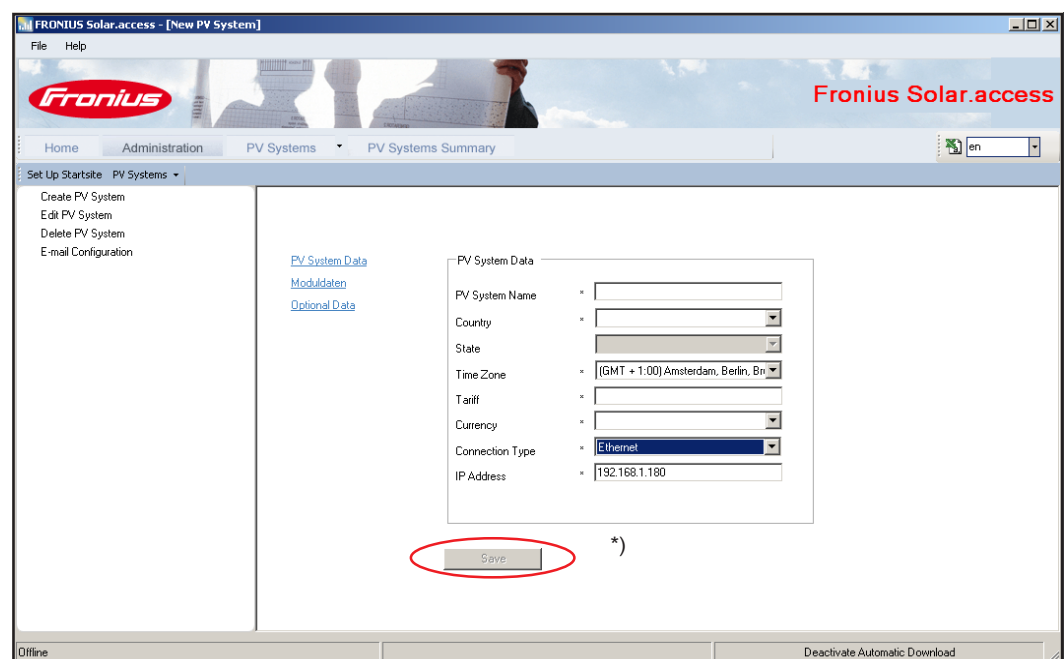 FRONIUS Solar.access - [New PV System]
File Help
Fronius
Fronius Solar.access
Home Administration PV Systems PV Systems Summary en
Set Up Startsite PV Systems
Create PV System
Edit PV System
Delete PV System
E-mail Configuration
PV System Data
Moduldaten
Optional Data
PV System Data
PV System Name *
Country *
State
Time Zone * (GMT + 1:00) Amsterdam, Berlin, Br
Tariff *
Currency *
Connection Type * Ethernet
IP Address * 192.168.1.180
Save *)
Offline Deactivate Automatic Download